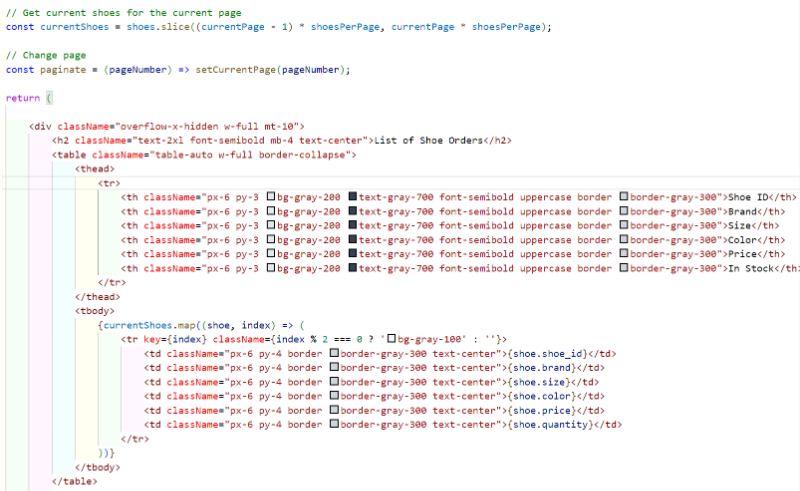 // Get current shoes for the current page
const currentShoes = shoes.slice((currentPage - 1) * shoesPerPage, currentPage * shoesPerPage);
// Change page
const paginate = (pageNumber) => setCurrentPage(pageNumber);
return (
<div className="overflow-x-hidden w-full mt-10">
<h2 className="text-2xl font-semibold mb-4 text-center">List of Shoe Orders</h2>
<table className="table-auto w-full border-collapse">
<thead>
<tr>
<th className="px-6 py-3 bg-gray-200 text-gray-700 font-semibold uppercase border border-gray-300">Shoe ID</th>
<th className="px-6 py-3 bg-gray-200 text-gray-700 font-semibold uppercase border border-gray-300">Brand</th>
<th className="px-6 py-3 bg-gray-200 text-gray-700 font-semibold uppercase border border-gray-300">Size</th>
<th className="px-6 py-3 bg-gray-200 text-gray-700 font-semibold uppercase border border-gray-300">Color</th>
<th className="px-6 py-3 bg-gray-200 text-gray-700 font-semibold uppercase border border-gray-300">Price</th>
<th className="px-6 py-3 bg-gray-200 text-gray-700 font-semibold uppercase border border-gray-300">In Stock</th>
</tr>
</thead>
<tbody>
{currentShoes.map((shoe, index) => (
<tr key={index} className={index % 2 === 0 ? 'bg-gray-100' : ''}>
<td className="px-6 py-4 border border-gray-300 text-center">{shoe.shoe_id}</td>
<td className="px-6 py-4 border border-gray-300 text-center">{shoe.brand}</td>
<td className="px-6 py-4 border border-gray-300 text-center">{shoe.size}</td>
<td className="px-6 py-4 border border-gray-300 text-center">{shoe.color}</td>
<td className="px-6 py-4 border border-gray-300 text-center">{shoe.price}</td>
<td className="px-6 py-4 border border-gray-300 text-center">{shoe.quantity}</td>
</tr>
))}
</tbody>
</table>